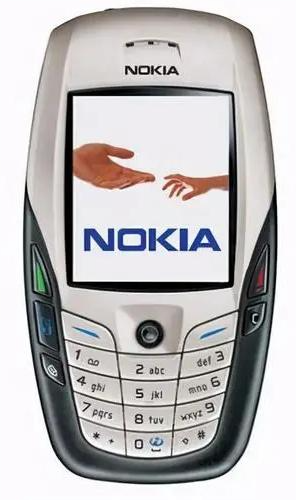 NOKIA
NOKIA
1 2 abc def 3
4 ghi 5 jkl mno 6
7 pqrs 8 tuv wxyz 9
* + 0 #